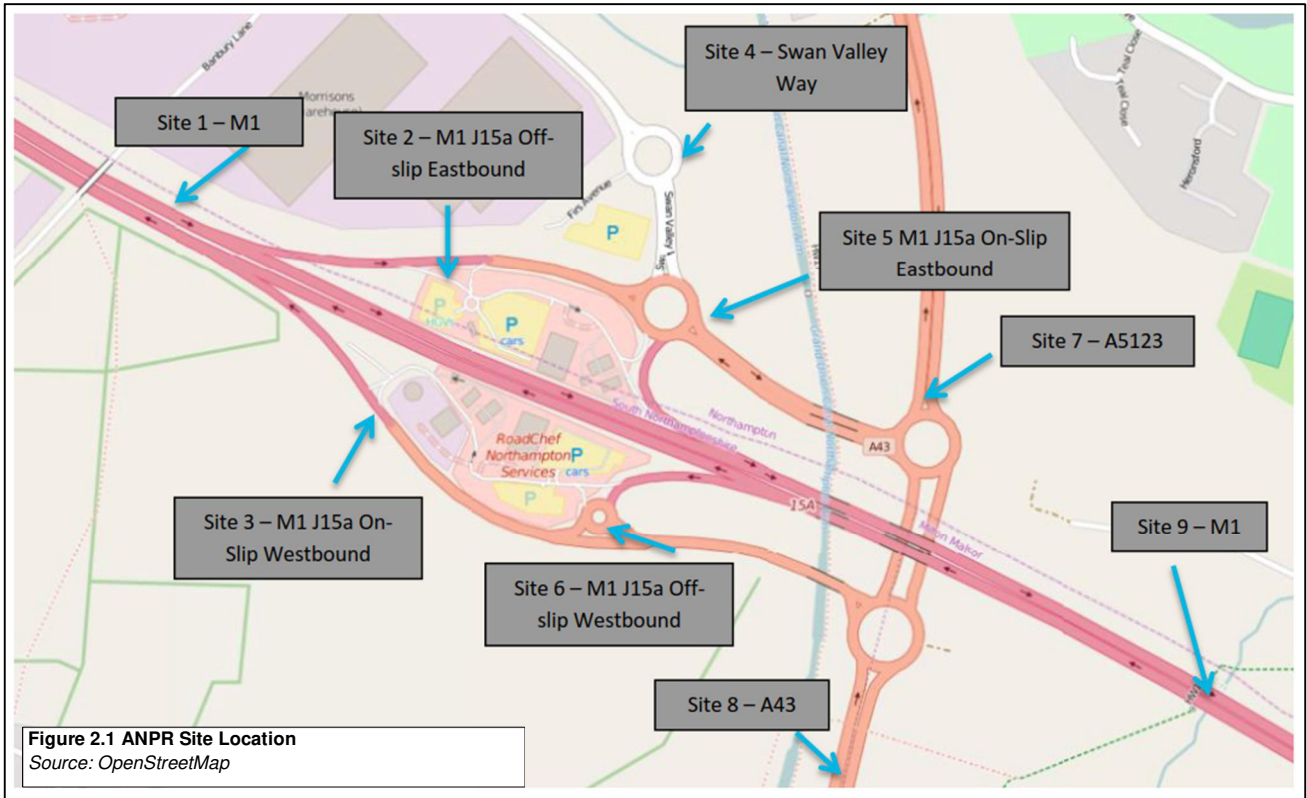 Banbury Lane
Morrisons
Site 1 – M1
Site 2 – M1 J15a Off-
slip Eastbound
Site 4 – Swan Valley
Way
Teal Close
Teal Close
Heronsford
Firs Avenue
P
Swan Valley
Site 5 M1 J15a On-Slip
Eastbound
P
HGVs
P
cars
Site 7 – A5123
Northampton
South Northamptonshire
A43
RoadChef
Northampton
Services
P
cars
P
15A
Milton Malsor
Site 3 – M1 J15a On-
Slip Westbound
Site 6 – M1 J15a Off-
slip Westbound
Site 9 – M1
Site 8 – A43
Figure 2.1 ANPR Site Location
Source: OpenStreetMap